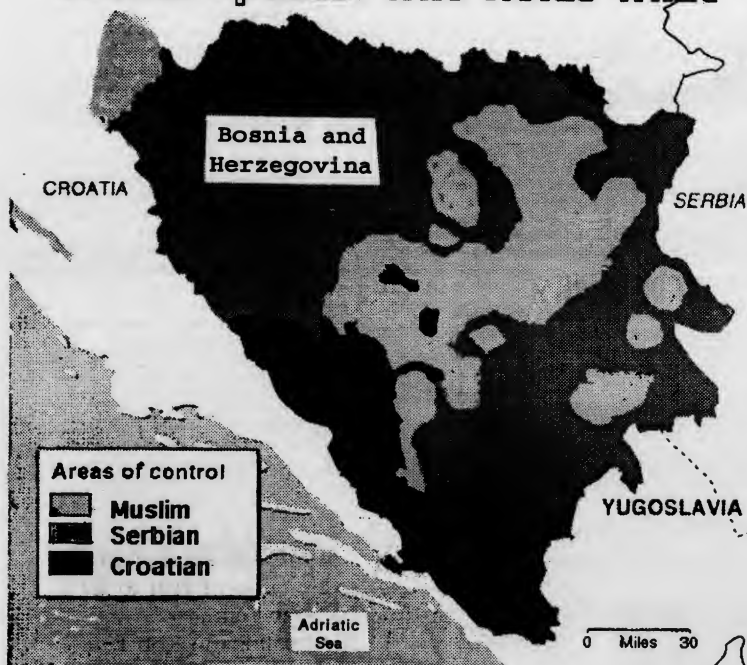 Bosnia and
Herzegovina
CROATIA
SERBIA
Areas of control
Muslim
Serbian
Croatian
YUGOSLAVIA
Adriatic
Sea
0 Miles 30